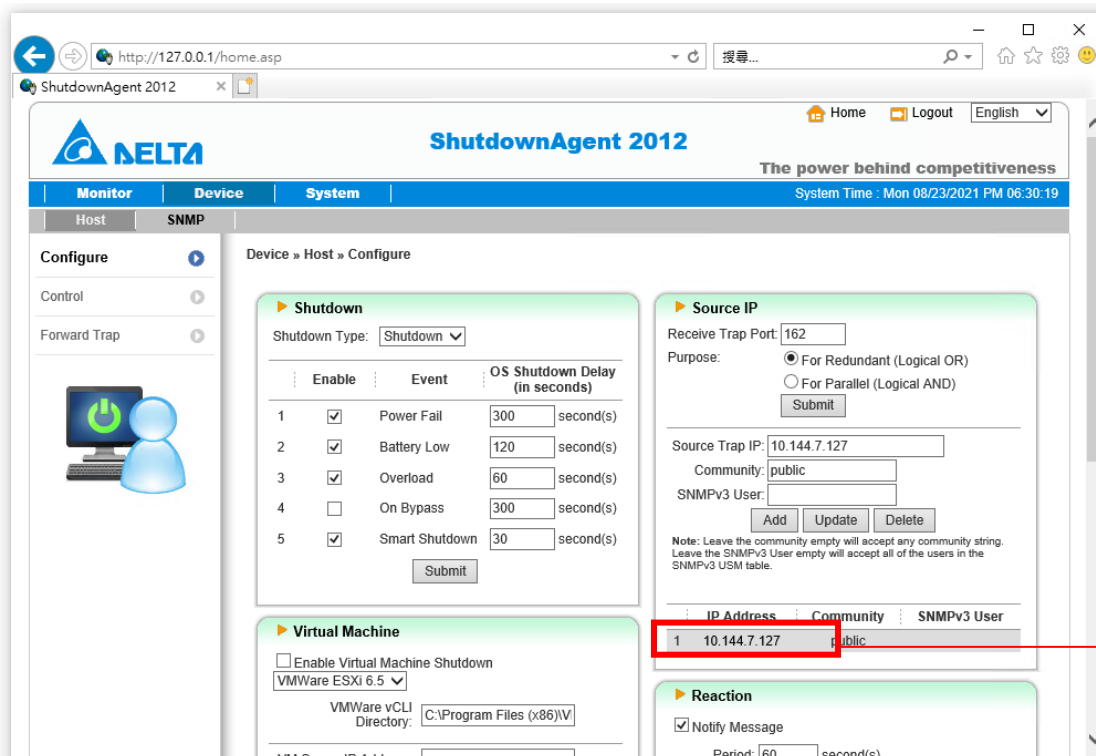 http://127.0.0.1/home.asp
搜尋...
ShutdownAgent 2012
Home Logout English
DELTA
ShutdownAgent 2012
The power behind competitiveness
Monitor Device System
System Time : Mon 08/23/2021 PM 06:30:19
Host SNMP
Configure
Control
Forward Trap
Device » Host » Configure
Shutdown
Shutdown Type: Shutdown
Enable Event OS Shutdown Delay
(in seconds)
1 Power Fail 300 second(s)
2 Battery Low 120 second(s)
3 Overload 60 second(s)
4 On Bypass 300 second(s)
5 Smart Shutdown 30 second(s)
Submit
Virtual Machine
Enable Virtual Machine Shutdown
VMWare ESXi 6.5
VMWare vCLI
Directory: C:\Program Files (x86)\V
Source IP
Receive Trap Port: 162
Purpose: For Redundant (Logical OR)
For Parallel (Logical AND)
Submit
Source Trap IP: 10.144.7.127
Community: public
SNMPv3 User:
Add Update Delete
Note: Leave the community empty will accept any community string.
Leave the SNMPv3 User empty will accept all of the users in the
SNMPv3 USM table.
IP Address Community SNMPv3 User
1 10.144.7.127 public
Reaction
Notify Message
Period: 60 second(s)